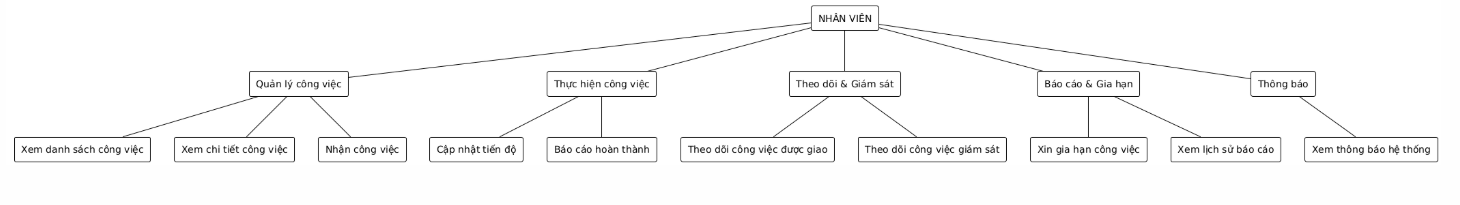 NHÂN VIÊN
Quản lý công việc
Thực hiện công việc
Theo dõi & Giám sát
Báo cáo & Gia hạn
Thông báo
Xem danh sách công việc
Xem chi tiết công việc
Nhận công việc
Cập nhật tiến độ
Báo cáo hoàn thành
Theo dõi công việc được giao
Theo dõi công việc giám sát
Xin gia hạn công việc
Xem lịch sử báo cáo
Xem thông báo hệ thống